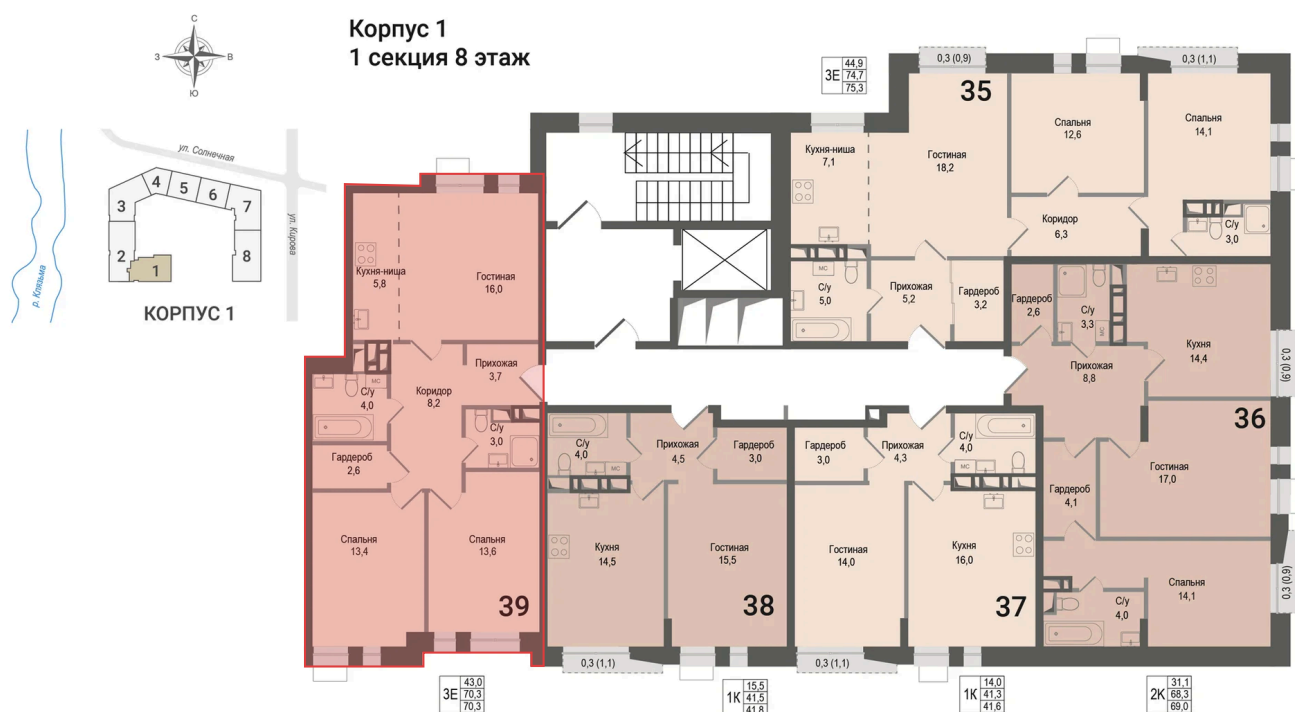 Корпус 1
1 секция 8 этаж
С
З
В
Ю
ул. Солнечная
ул. Кирова
р. Клязьма
1
2
3
4
5
6
7
8
КОРПУС 1
3Е
44,9
74,7
75,3
0,3 (0,9)
0,3 (1,1)
35
Кухня-ниша
7,1
Гостиная
18,2
Спальня
12,6
Спальня
14,1
Коридор
6,3
С/у
3,0
С/у
5,0
МС
Прихожая
5,2
Гардероб
3,2
Гардероб
2,6
С/у
3,3
МС
Кухня
14,4
0,3 (0,9)
Прихожая
8,8
36
Гостиная
17,0
Гардероб
4,1
Спальня
14,1
0,3 (0,9)
С/у
4,0
2К
31,1
68,3
69,0
Кухня-ниша
5,8
Гостиная
16,0
Прихожая
3,7
Коридор
8,2
МС
С/у
4,0
С/у
3,0
Гардероб
2,6
Спальня
13,4
Спальня
13,6
39
3Е
43,0
70,3
70,3
С/у
4,0
МС
Прихожая
4,5
Гардероб
3,0
Кухня
14,5
Гостиная
15,5
38
0,3 (1,1)
1К
15,5
41,5
41,8
Гардероб
3,0
Прихожая
4,3
С/у
4,0
МС
Гостиная
14,0
Кухня
16,0
37
0,3 (1,1)
1К
14,0
41,3
41,6